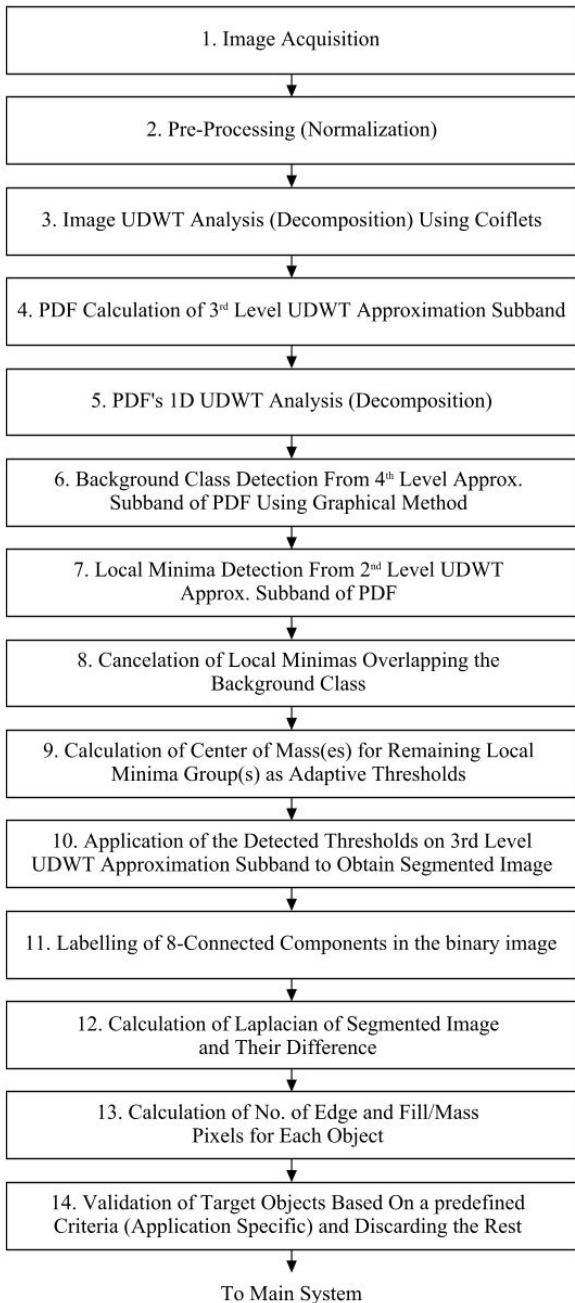 1. Image Acquisition
2. Pre-Processing (Normalization)
3. Image UDWT Analysis (Decomposition) Using Coiflets
4. PDF Calculation of 3rd Level UDWT Approximation Subband
5. PDF's 1D UDWT Analysis (Decomposition)
6. Background Class Detection From 4th Level Approx.
Subband of PDF Using Graphical Method
7. Local Minima Detection From 2nd Level UDWT
Approx. Subband of PDF
8. Cancelation of Local Minimas Overlapping the
Background Class
9. Calculation of Center of Mass(es) for Remaining Local
Minima Group(s) as Adaptive Thresholds
10. Application of the Detected Thresholds on 3rd Level
UDWT Approximation Subband to Obtain Segmented Image
11. Labelling of 8-Connected Components in the binary image
12. Calculation of Laplacian of Segmented Image
and Their Difference
13. Calculation of No. of Edge and Fill/Mass
Pixels for Each Object
14. Validation of Target Objects Based On a predefined
Criteria (Application Specific) and Discarding the Rest
To Main System